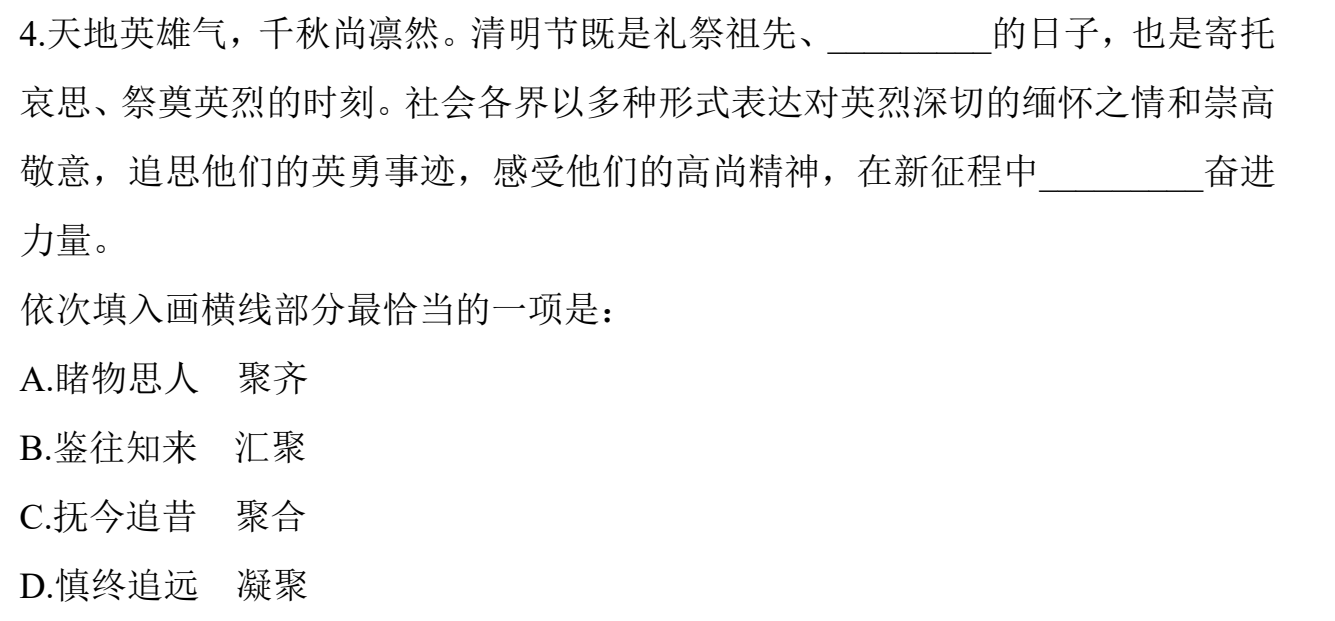 4.天地英雄气，千秋尚凛然。清明节既是礼祭祖先、_________的日子，也是寄托
哀思、祭奠英烈的时刻。社会各界以多种形式表达对英烈深切的缅怀之情和崇高
敬意，追思他们的英勇事迹，感受他们的高尚精神，在新征程中_________奋进
力量。
依次填入画横线部分最恰当的一项是：
A.睹物思人 聚齐
B.鉴往知来 汇聚
C.抚今追昔 聚合
D.慎终追远 凝聚